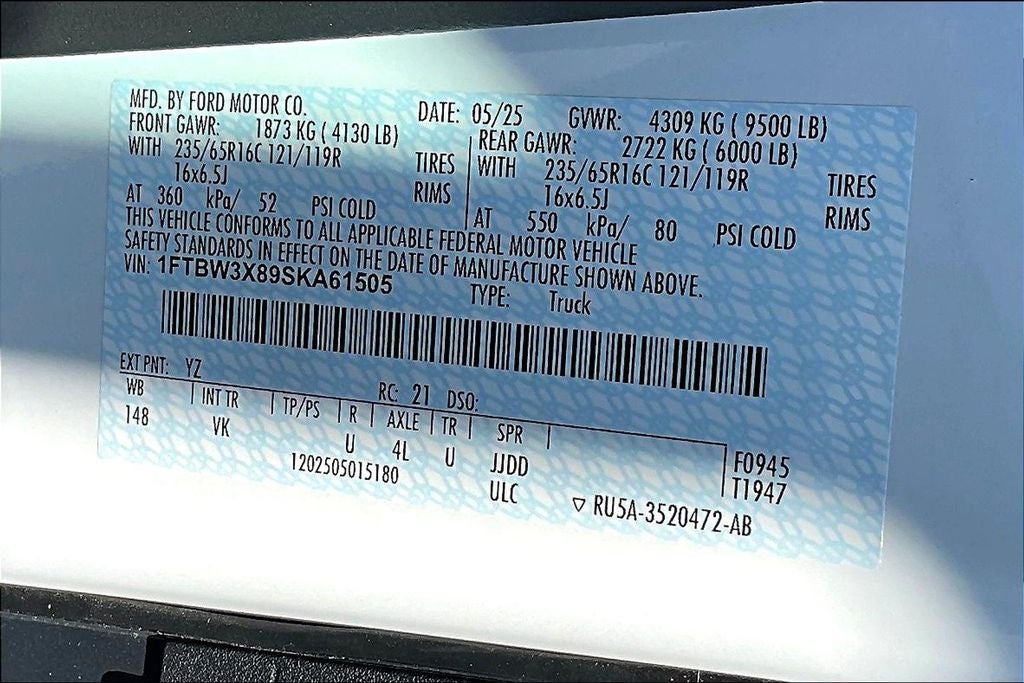 MFD. BY FORD MOTOR CO. DATE: 05/25 GVWR: 4309 KG ( 9500 LB)
FRONT GAWR: 1873 KG ( 4130 LB) REAR GAWR: 2722 KG ( 6000 LB)
WITH 235/65R16C 121/119R TIRES WITH 235/65R16C 121/119R TIRES
16x6.5J RIMS 16x6.5J RIMS
AT 360 kPa/ 52 PSI COLD AT 550 kPa/ 80 PSI COLD
THIS VEHICLE CONFORMS TO ALL APPLICABLE FEDERAL MOTOR VEHICLE
SAFETY STANDARDS IN EFFECT ON THE DATE OF MANUFACTURE SHOWN ABOVE.
VIN: 1FTBW3X89SKA61505 TYPE: Truck
EXT PNT: YZ RC: 21 DSO:
WB INT TR TP/PS R AXLE TR SPR
148 VK U 4L U JJDD F0945
1202505015180 ULC T1947
RU5A-3520472-AB